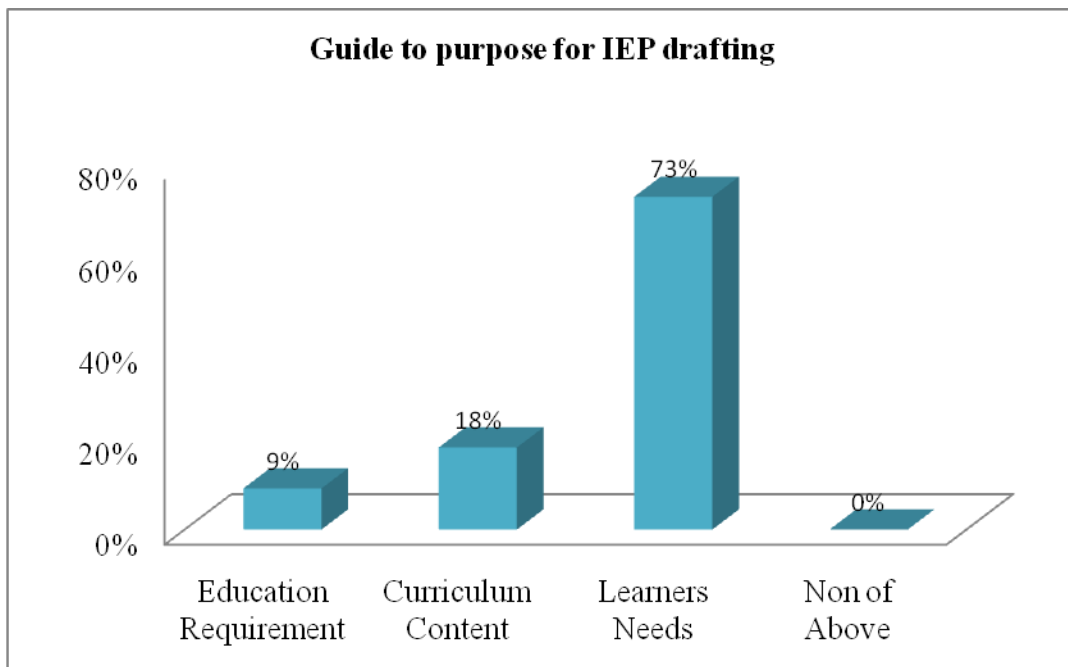 Guide to purpose for IEP drafting
80%
60%
40%
20%
0%
9%
18%
73%
0%
Education Requirement
Curriculum Content
Learners Needs
Non of Above